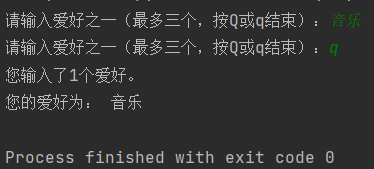 请输入爱好之一（最多三个，按Q或q结束）：音乐
请输入爱好之一（最多三个，按Q或q结束）：q
您输入了1个爱好。
您的爱好为： 音乐
Process finished with exit code 0